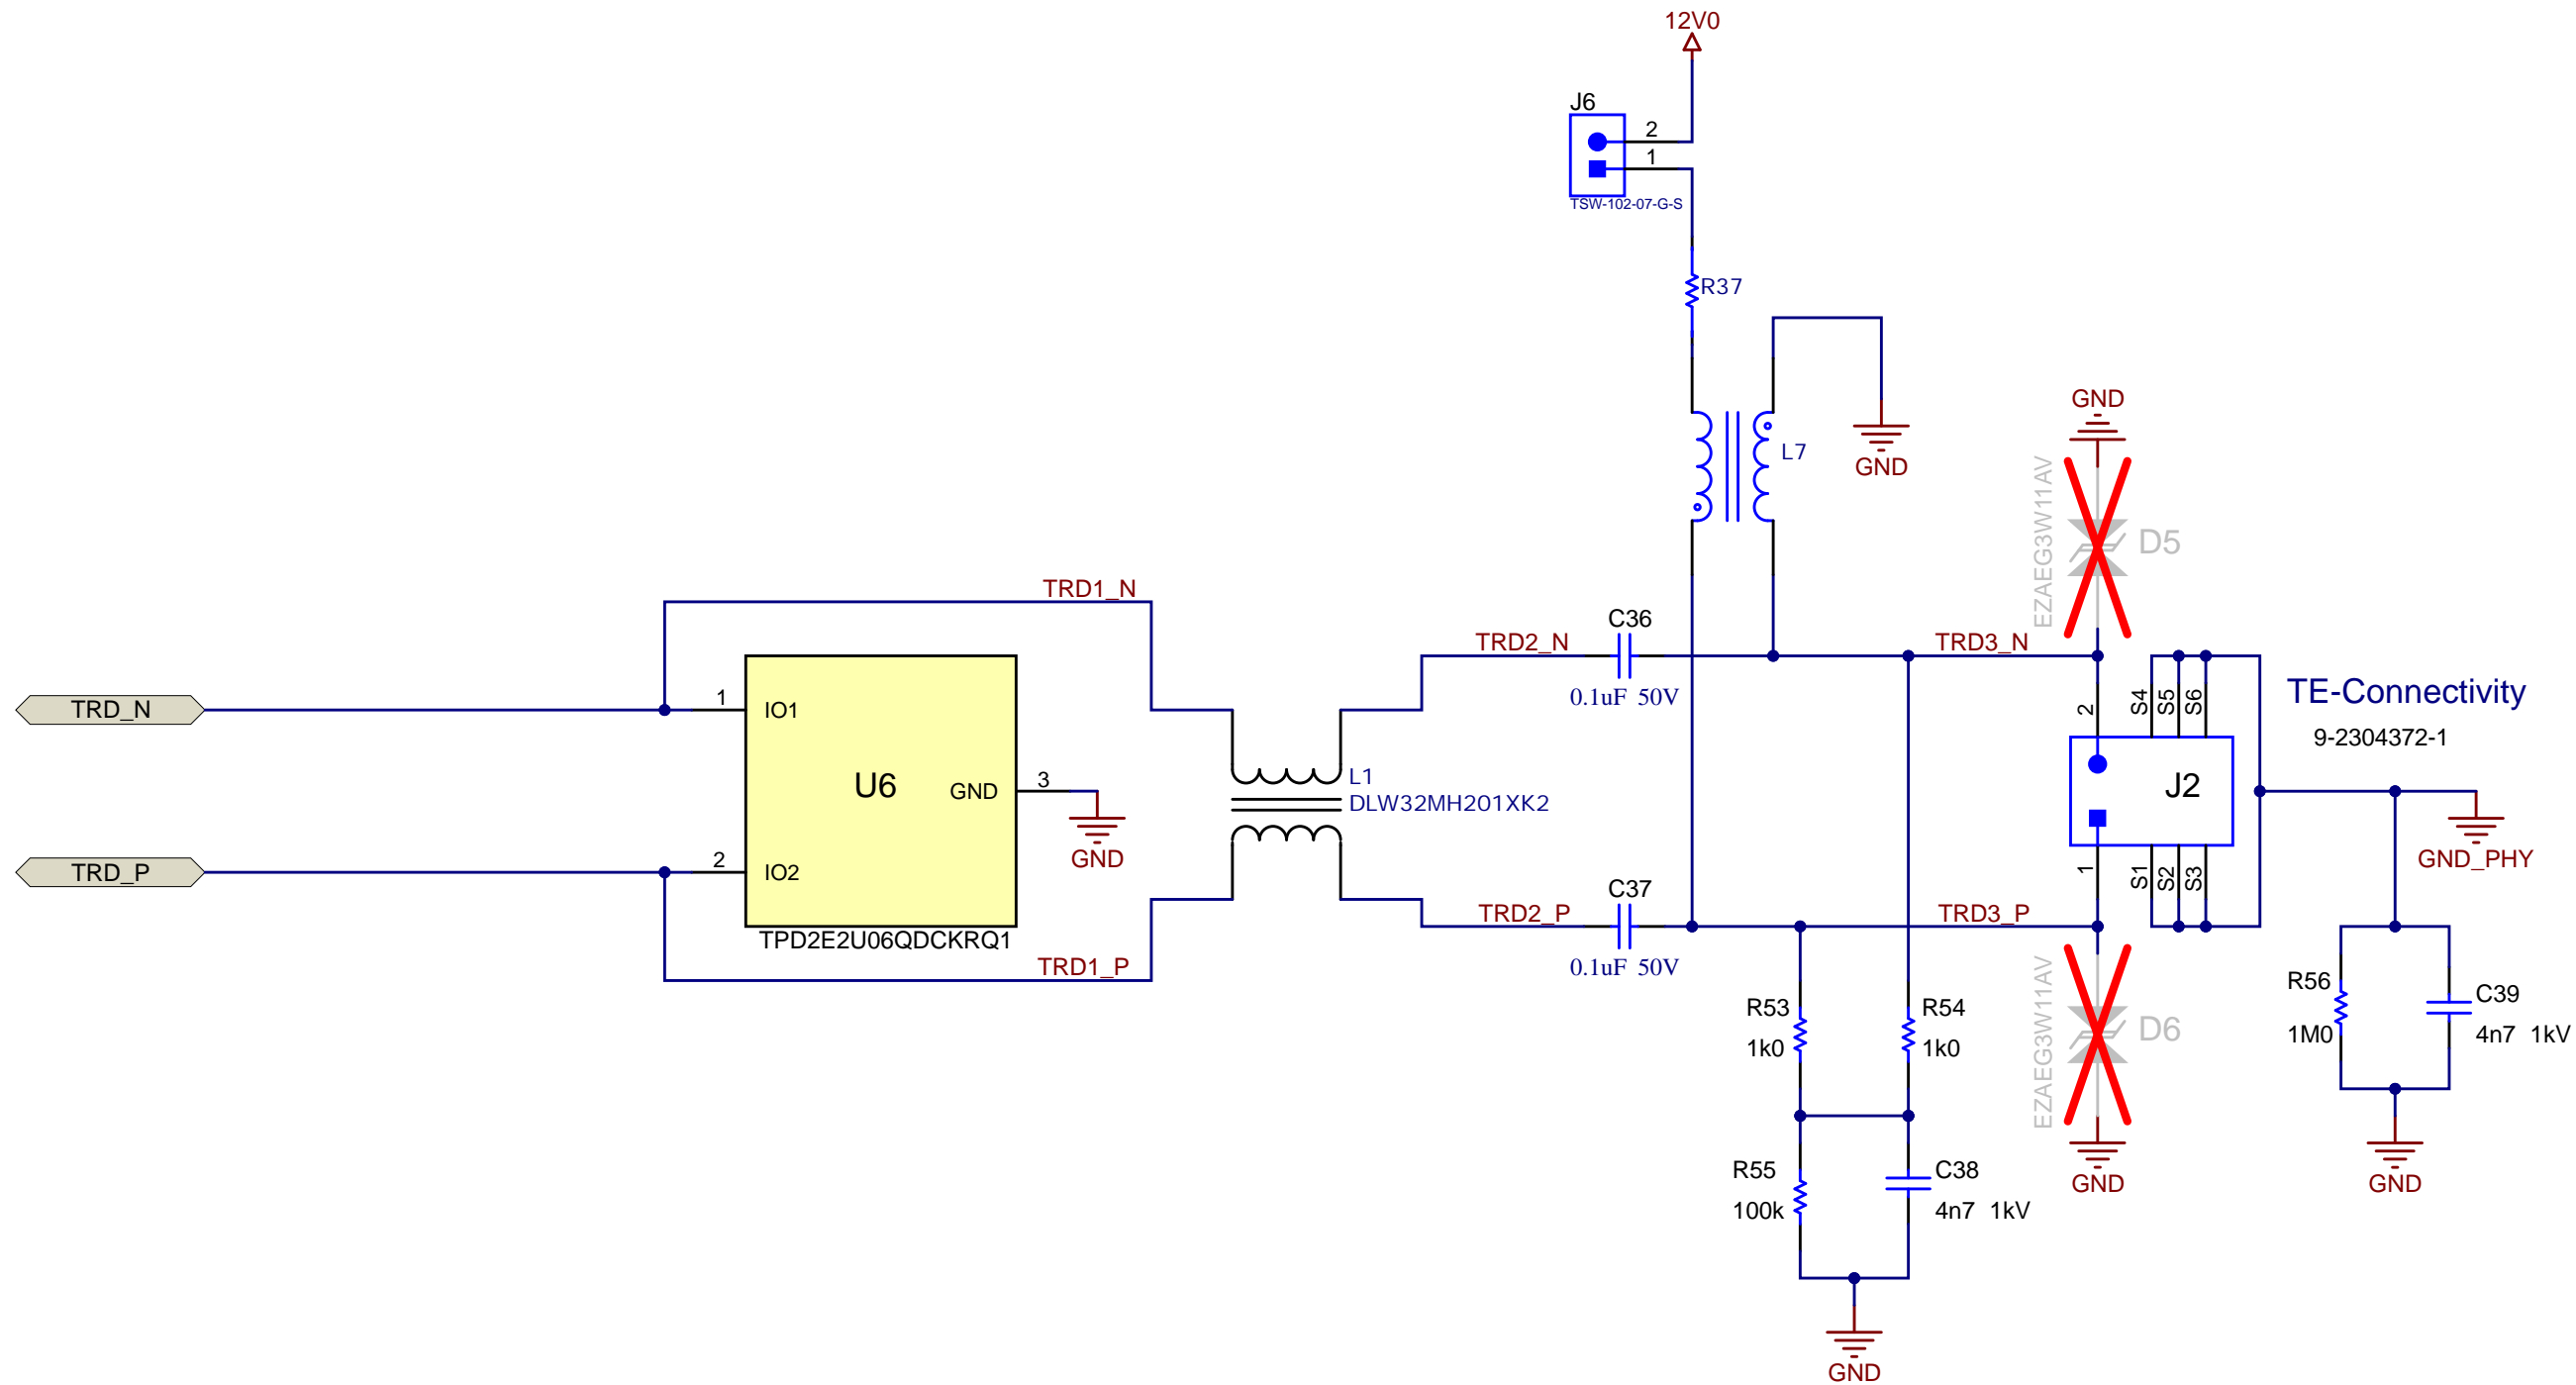 12V0
J6
2
1
TSW-102-07-G-S
R37
L7
GND
GND
EZAEG3W11AV
D5
TRD1_N
TRD2_N
C36
0.1uF 50V
TRD3_N
TRD_N
1
IO1
U6
GND
3
GND
TRD_P
2
IO2
TPD2E2U06QDCKRQ1
TRD1_P
L1
DLW32MH201XK2
TRD2_P
C37
0.1uF 50V
TRD3_P
2
S4
S5
S6
TE-Connectivity
9-2304372-1
J2
GND_PHY
1
S1
S2
S3
R53
1k0
R54
1k0
EZAEG3W11AV
D6
GND
R56
1M0
C39
4n7 1kV
GND
R55
100k
C38
4n7 1kV
GND